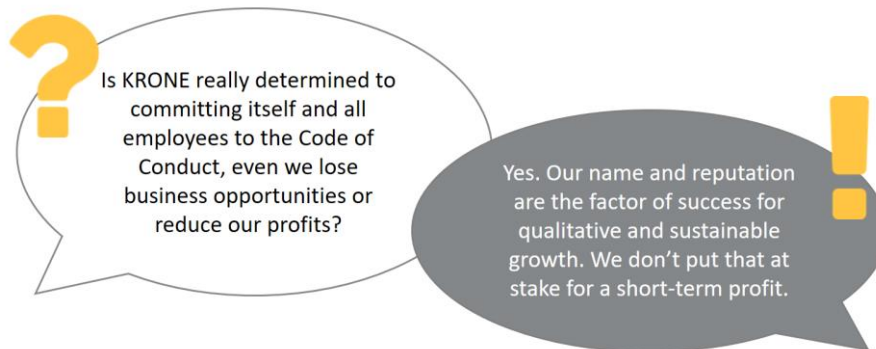 ?
Is KRONE really determined to
committing itself and all
employees to the Code of
Conduct, even we lose
business opportunities or
reduce our profits?
!
Yes. Our name and reputation
are the factor of success for
qualitative and sustainable
growth. We don’t put that at
stake for a short-term profit.